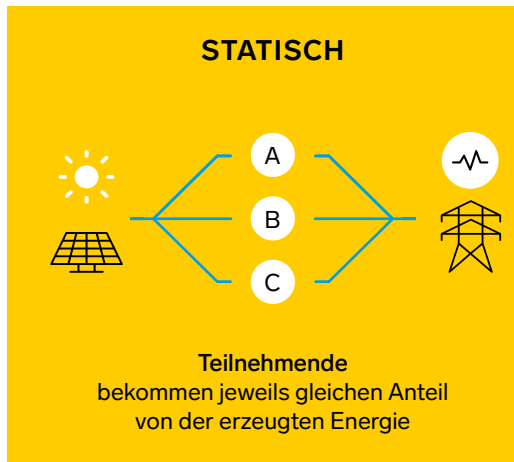 STATISCH
A
B
C
Teilnehmende
bekommen jeweils gleichen Anteil
von der erzeugten Energie